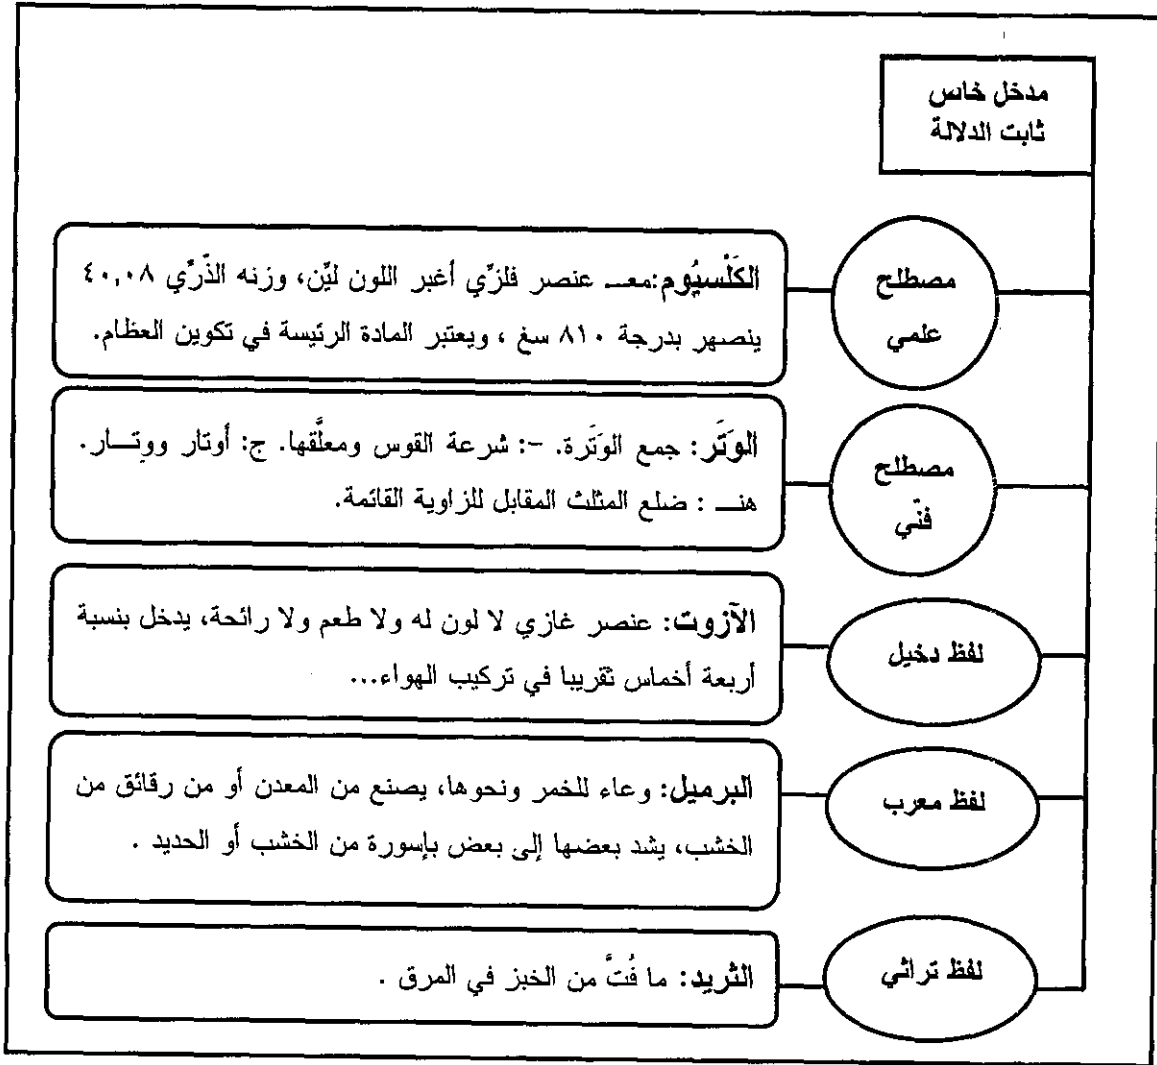 مدخل خاص
ثابت الدلالة
مصطلح
علمي
الكَلْسيُوم:معـ عنصر فلزِّي أغبر اللون ليِّن، وزنه الذَّرِّي ٤٠,٠٨
ينصهر بدرجة ٨١٠ سغ ، ويعتبر المادة الرئيسة في تكوين العظام.
مصطلح
فنّي
الوَتَر: جمع الوَتَرة. -: شرعة القوس ومعلَّقها. ج: أوتار ووتـار.
هنـ : ضلع المثلث المقابل للزاوية القائمة.
لفظ دخيل
الآزوت: عنصر غازي لا لون له ولا طعم ولا رائحة، يدخل بنسبة
أربعة أخماس تقريبا في تركيب الهواء...
لفظ معرب
البرميل: وعاء للخمر ونحوها، يصنع من المعدن أو من رقائق من
الخشب، يشد بعضها إلى بعض بإسورة من الخشب أو الحديد .
لفظ تراثي
الثريد: ما فُتَّ من الخبز في المرق .